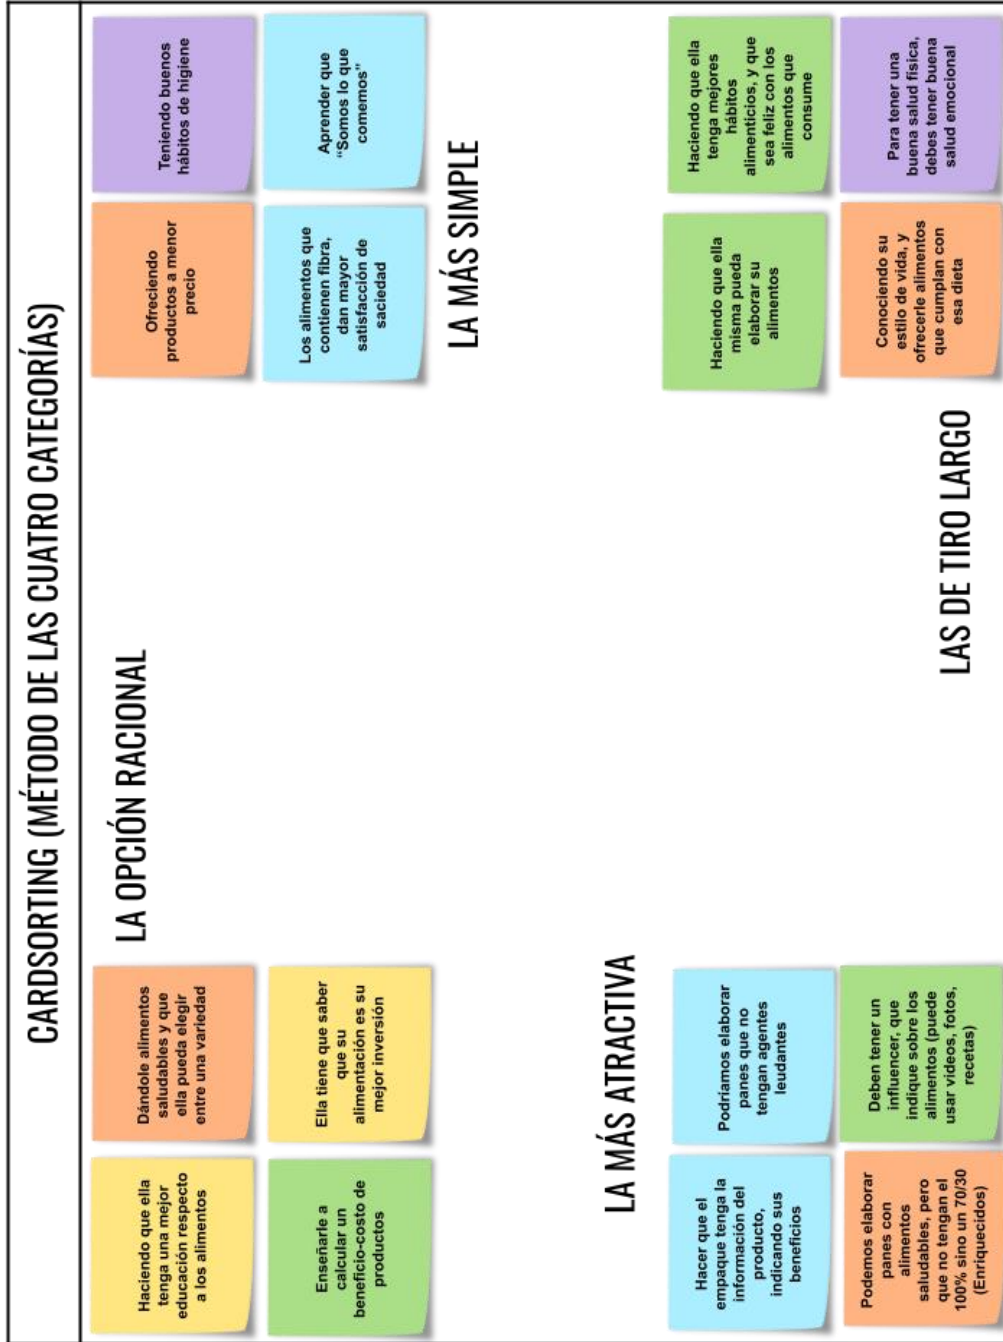 CARDSORTING (MÉTODO DE LAS CUATRO CATEGORÍAS)
Haciendo que ella
tenga una mejor
educación respecto
a los alimentos
Dándole alimentos
saludables y que
ella pueda elegir
entre una variedad
Enseñarle a
calcular un
beneficio-costo de
productos
Ella tiene que saber
que su
alimentación es su
mejor inversión
LA OPCIÓN RACIONAL
Ofreciendo
productos a menor
precio
Teniendo buenos
hábitos de higiene
Los alimentos que
contienen fibra,
dan mayor
satisfacción de
saciedad
Aprender que
“Somos lo que
comemos”
LA MÁS SIMPLE
LA MÁS ATRACTIVA
Hacer que el
empaque tenga la
información del
producto,
indicando sus
beneficios
Podríamos elaborar
panes que no
tengan agentes
leudantes
Podemos elaborar
panes con
alimentos
saludables, pero
que no tengan el
100% sino un 70/30
(Enriquecidos)
Deben tener un
influencer, que
indique sobre los
alimentos (puede
usar videos, fotos,
recetas)
LAS DE TIRO LARGO
Haciendo que ella
misma pueda
elaborar su
alimentos
Haciendo que ella
tenga mejores
hábitos
alimenticios, y que
sea feliz con los
alimentos que
consume
Conociendo su
estilo de vida, y
ofrecerle alimentos
que cumplan con
esa dieta
Para tener una
buena salud física,
debes tener buena
salud emocional